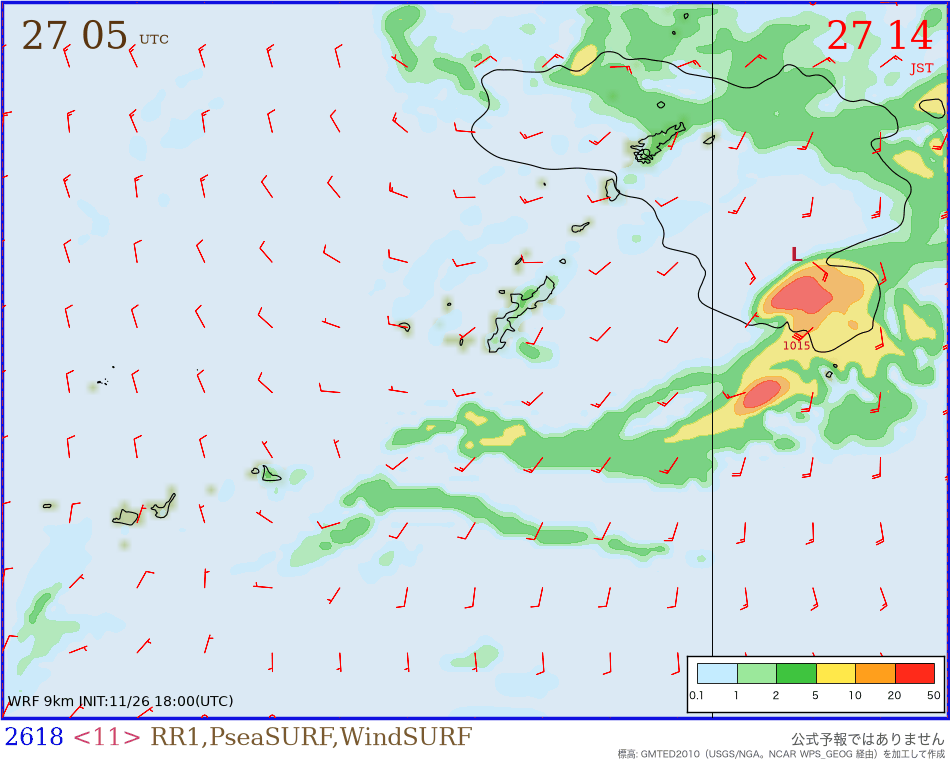 27 05 UTC
27 14
JST
L
1015
0.1 1 2 5 10 20 50
WRF 9km INIT:11/26 18:00(UTC)
2618 <11> RR1,PseaSURF,WindSURF
公式予報ではありません
標高: GMTED2010（USGS/NGA。NCAR WPS_GEOG 経由）を加工して作成